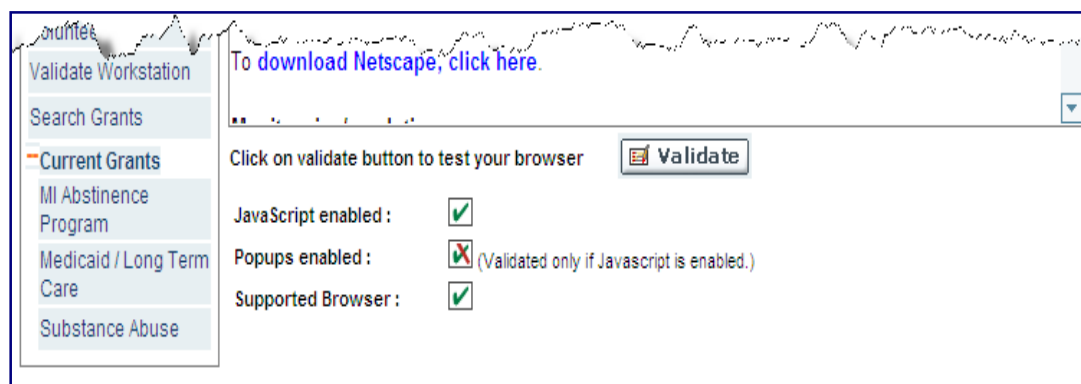 Validate Workstation
Search Grants
Current Grants
MI Abstinence
Program
Medicaid / Long Term
Care
Substance Abuse
To download Netscape, click here.
Click on validate button to test your browser
Validate
JavaScript enabled :
Popups enabled :
(Validated only if Javascript is enabled.)
Supported Browser :